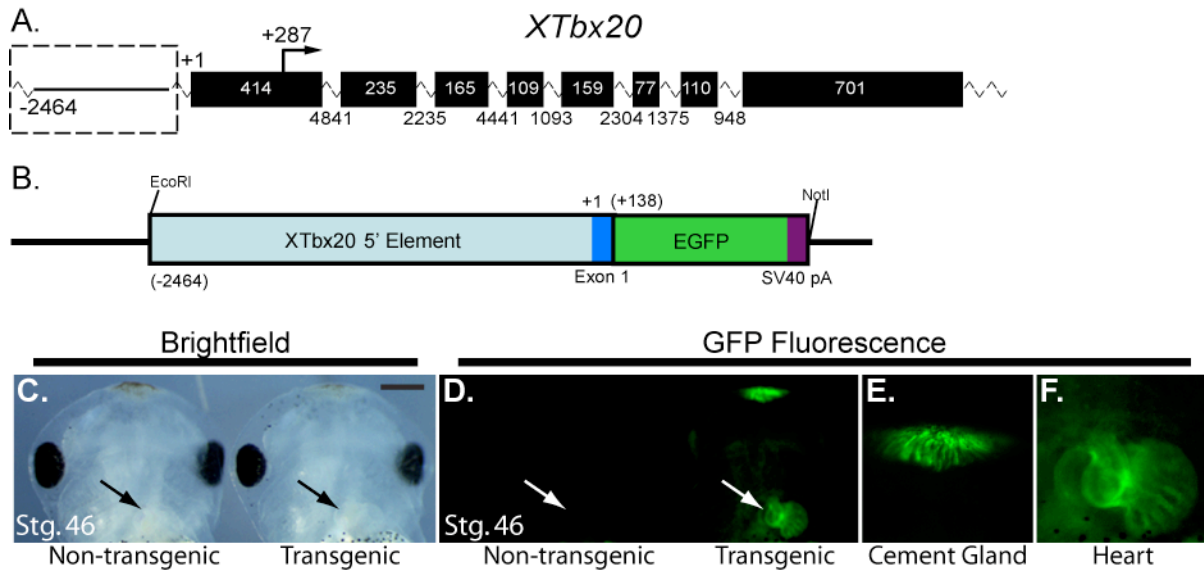 A.
XTbx20
+287
+1
-2464
414 235 165 109 159 77 110 701
4841 2235 4441 1093 2304 1375 948
B.
EcoRI
+1 (+138)
NotI
XTbx20 5' Element
EGFP
(-2464)
Exon 1
SV40 pA
Brightfield
GFP Fluorescence
C.
D.
E.
F.
Stg. 46
Stg. 46
Non-transgenic
Transgenic
Non-transgenic
Transgenic
Cement Gland
Heart